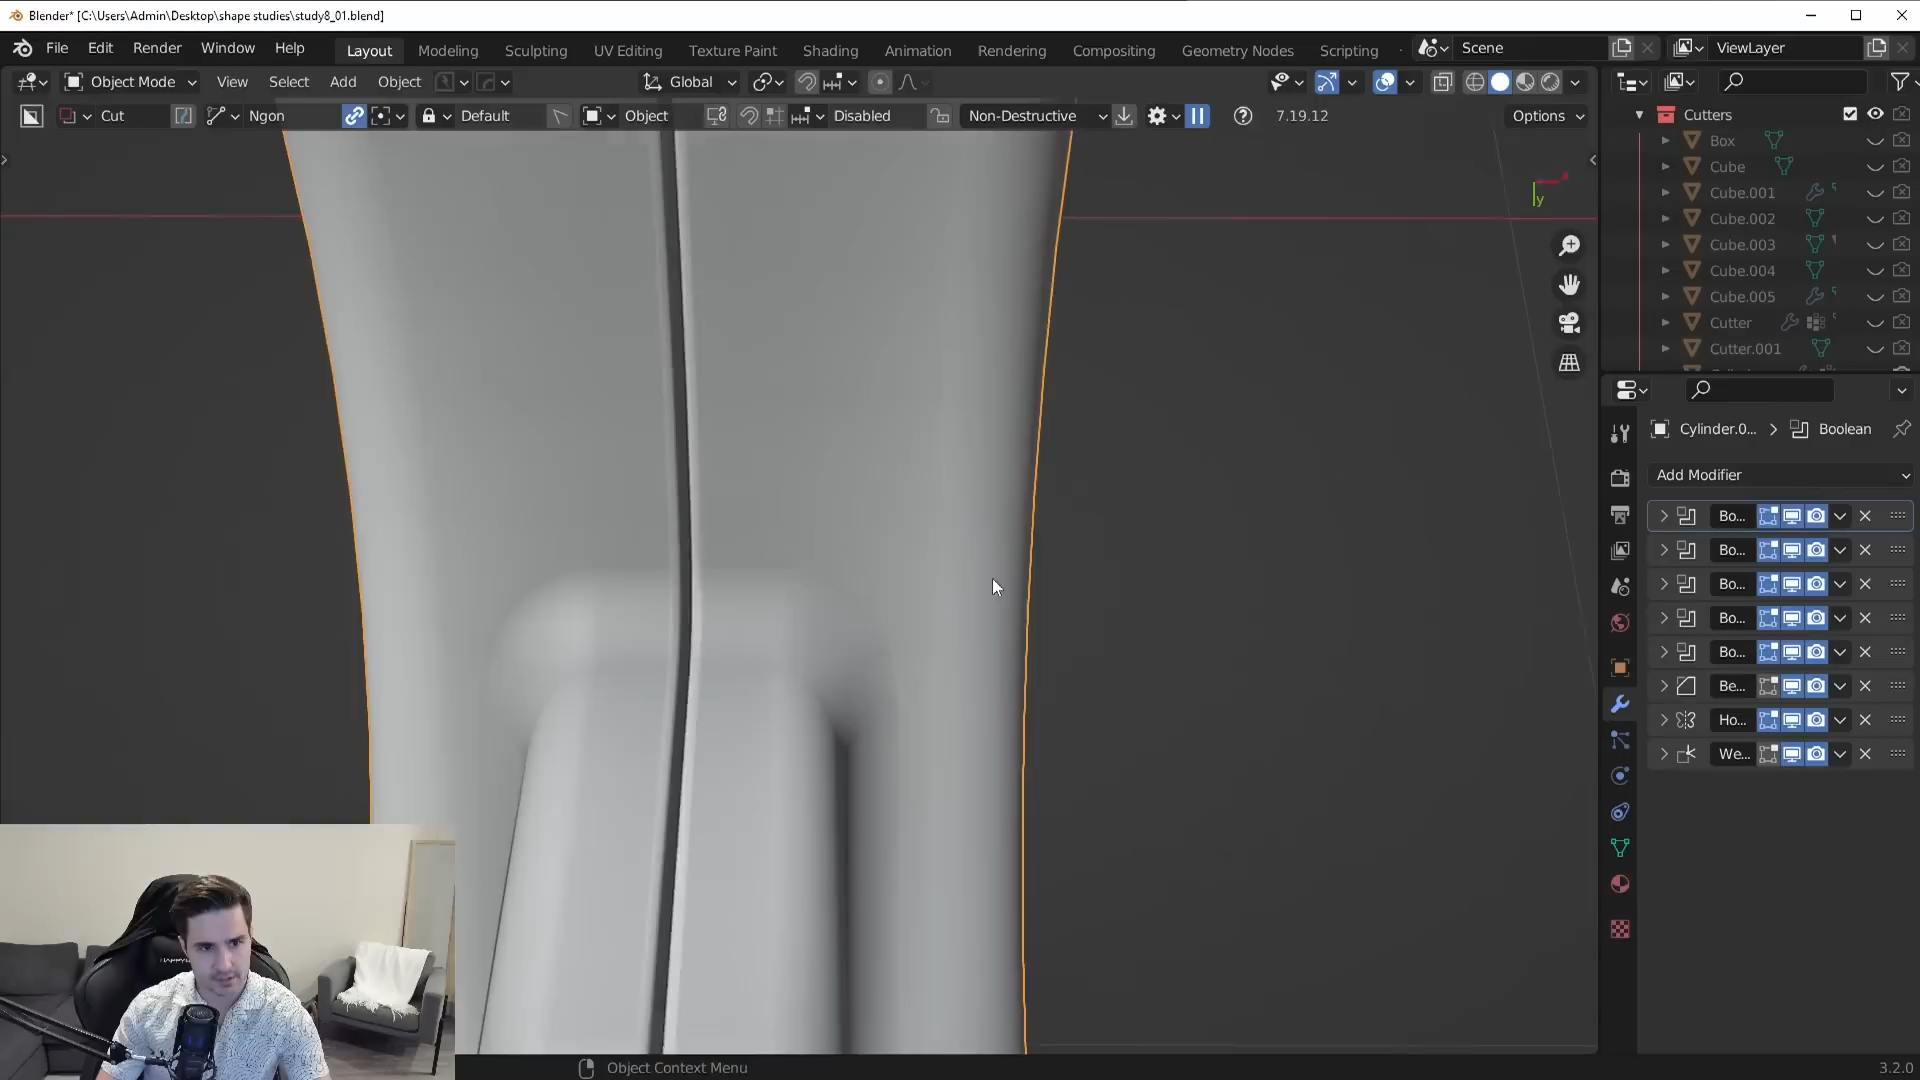 Blender* [C:\Users\Admin\Desktop\shape studies\study8_01.blend]
File Edit Render Window Help Layout Modeling Sculpting UV Editing Texture Paint Shading Animation Rendering Compositing Geometry Nodes Scripting Scene ViewLayer
Object Mode View Select Add Object Global
Cut Ngon Default Object Disabled Non-Destructive 7.19.12 Options
y
Cutters
Box
Cube
Cube.001
Cube.002
Cube.003
Cube.004
Cube.005
Cutter
Cutter.001
Cylinder.0... Boolean
Add Modifier
Bo...
Bo...
Bo...
Bo...
Bo...
Be...
Ho...
We...
Object Context Menu
3.2.0